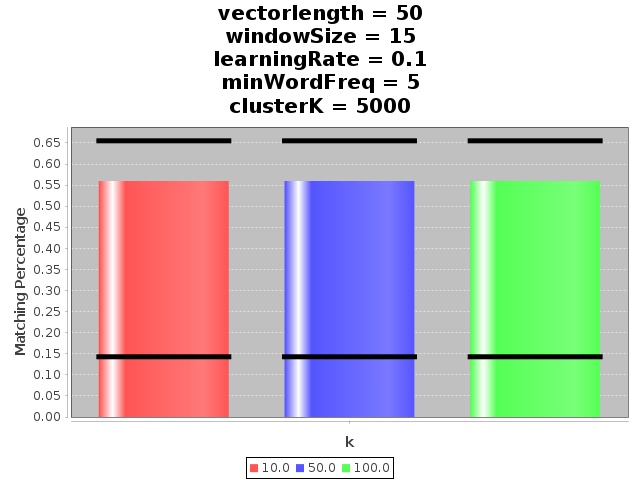 vectorlength = 50
windowSize = 15
learningRate = 0.1
minWordFreq = 5
clusterK = 5000
Matching Percentage
0.65
0.60
0.55
0.50
0.45
0.40
0.35
0.30
0.25
0.20
0.15
0.10
0.05
0.00
k
10.0 50.0 100.0